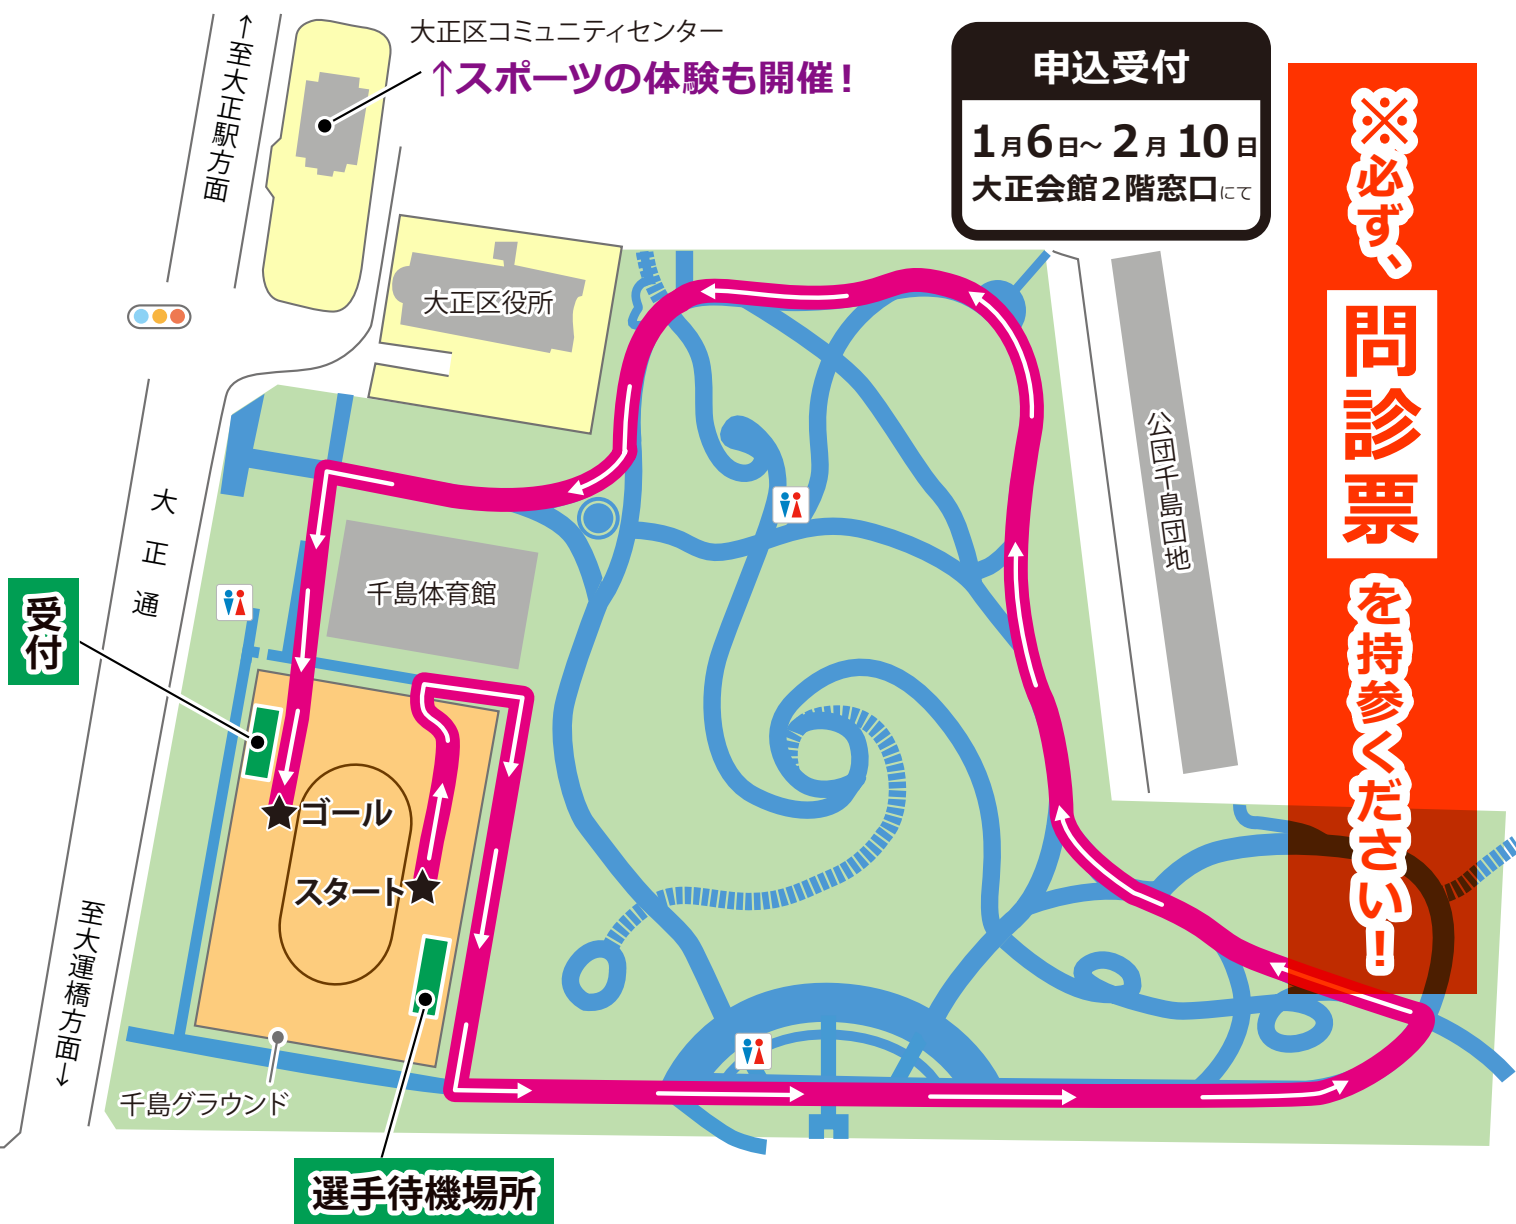 ↑至大正駅方面
大正区コミュニティセンター
↑スポーツの体験も開催！
申込受付
1月6日～2月10日
大正会館２階窓口にて
※必ず、
問診票
を持参ください！
大正区役所
公団千島団地
大正通
千島体育館
受付
ゴール
スタート
至大運橋方面↓
千島グラウンド
選手待機場所